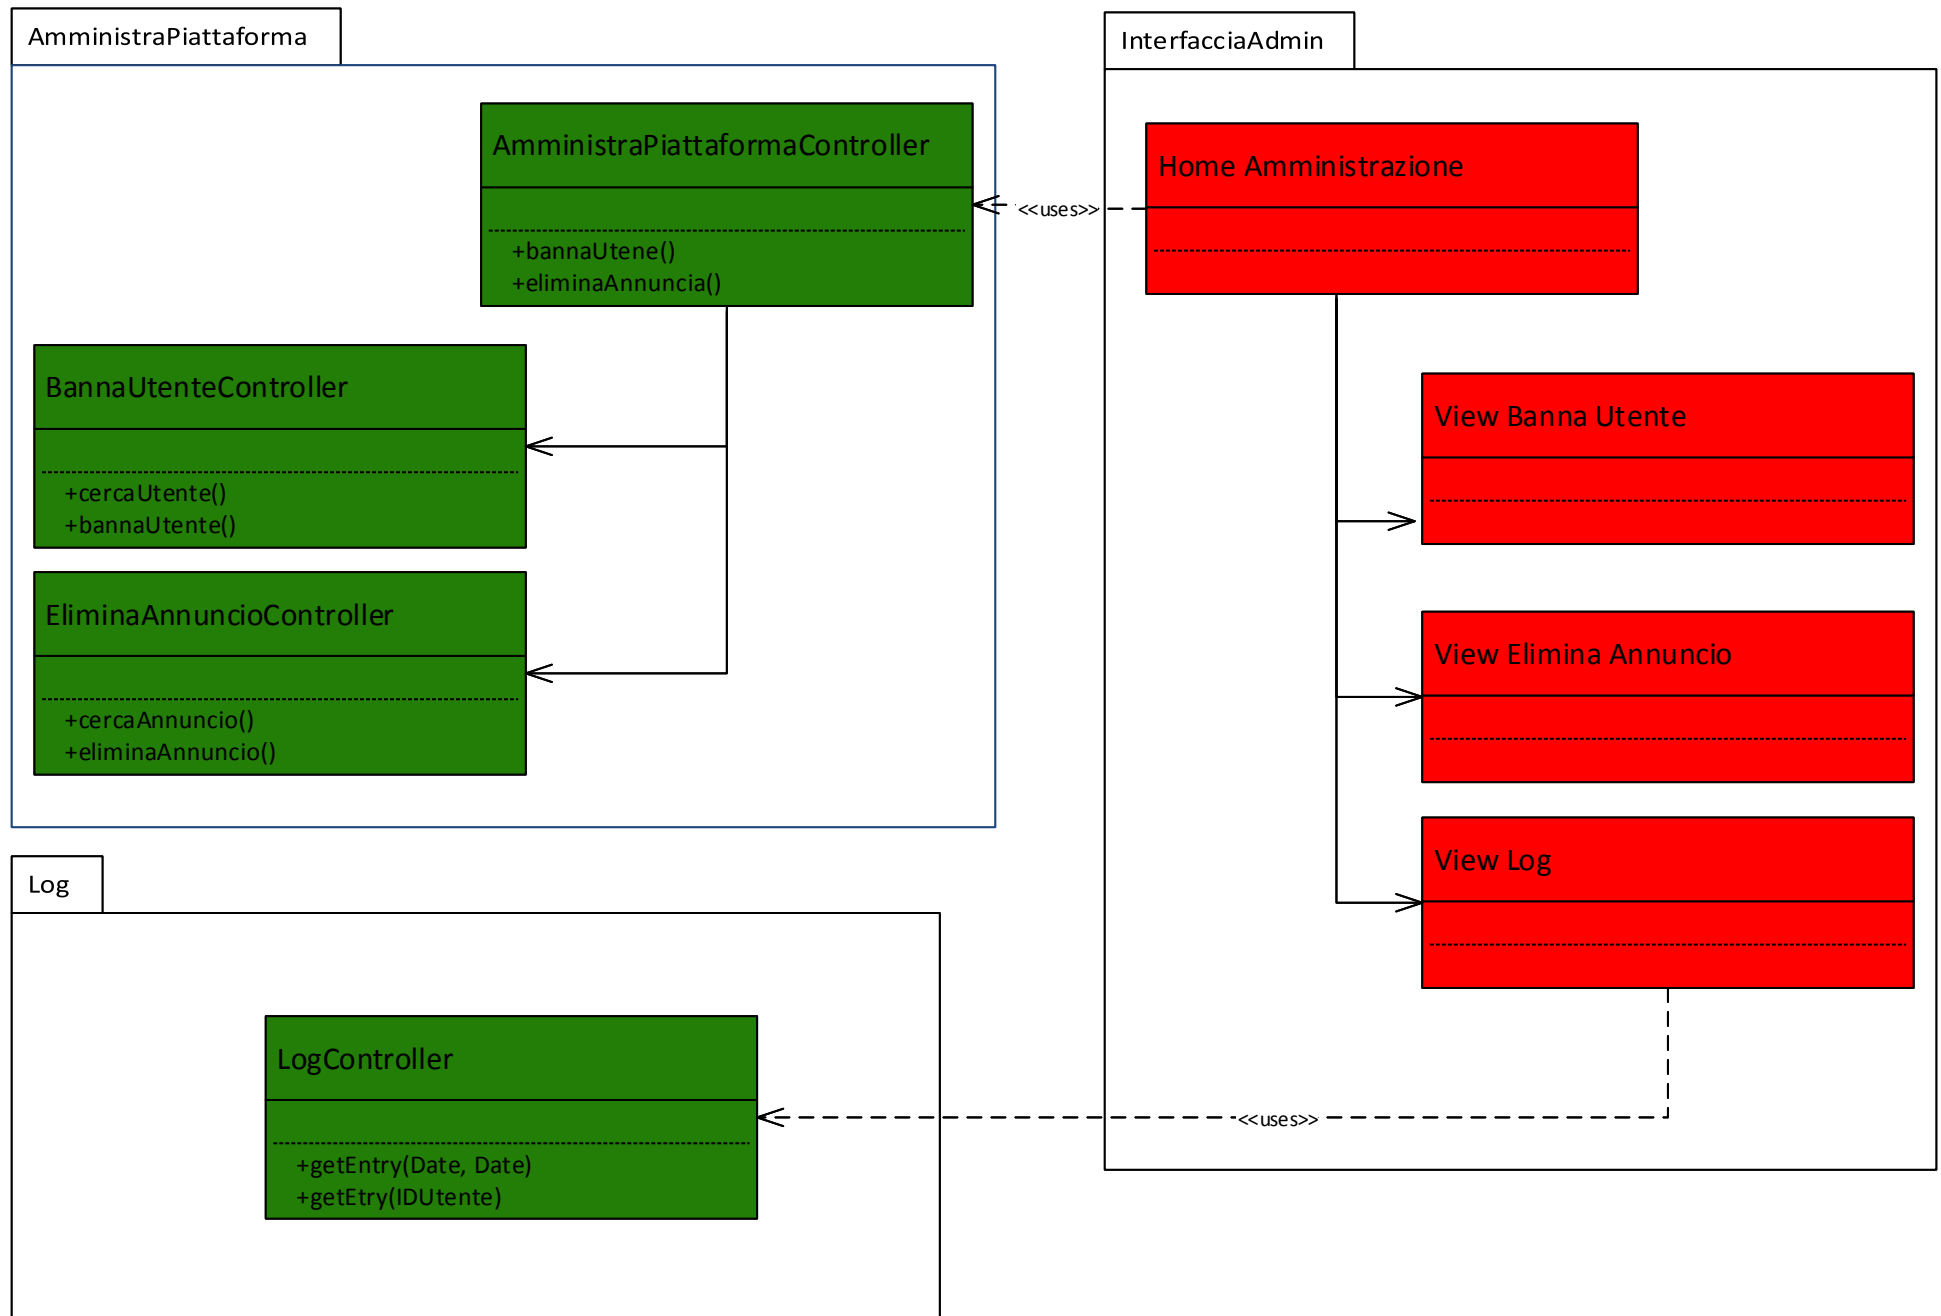 AmministraPiattaforma
AmministraPiattaformaController
+bannaUtene()
+eliminaAnnuncia()
BannaUtenteController
+cercaUtente()
+bannaUtente()
EliminaAnnuncioController
+cercaAnnuncio()
+eliminaAnnuncio()
<<uses>>
InterfacciaAdmin
Home Amministrazione
View Banna Utente
View Elimina Annuncio
View Log
Log
LogController
+getEntry(Date, Date)
+getEtry(IDUtente)
<<uses>>